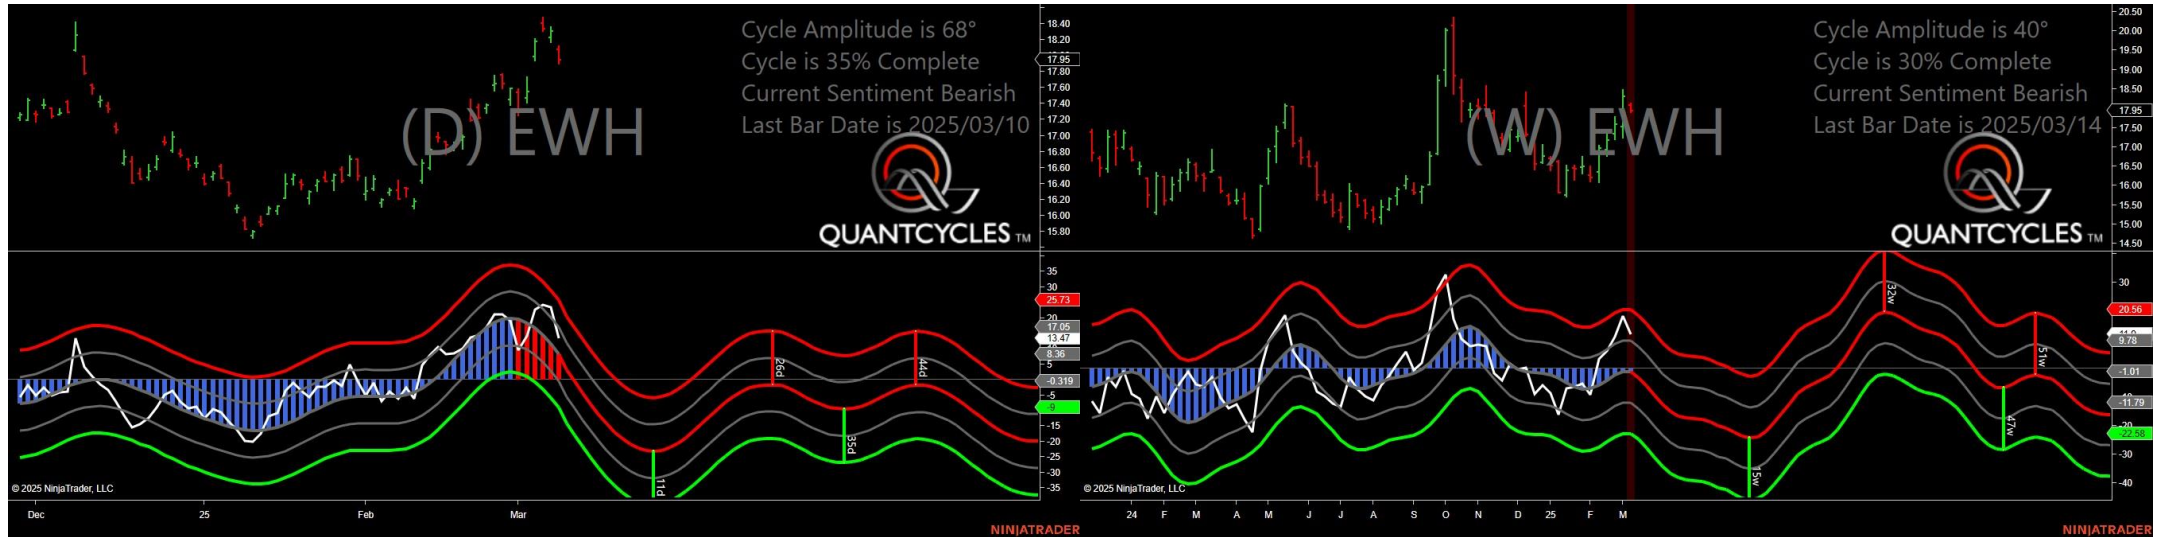 Cycle Amplitude is 68°
Cycle is 35% Complete
Current Sentiment Bearish
Last Bar Date is 2025/03/10
(D) EWH
QUANTCYCLES TM
18.40
18.20
17.95
17.80
17.60
17.40
17.20
17.00
16.80
16.60
16.40
16.20
16.00
15.80
35
30
25.73
20
17.05
13.47
8.36
5
-0.319
-5
-9
-15
-20
-25
-30
-35
11d
26d
35d
44d
© 2025 NinjaTrader, LLC
Dec 25 Feb Mar
NINJATRADER
Cycle Amplitude is 40°
Cycle is 30% Complete
Current Sentiment Bearish
Last Bar Date is 2025/03/14
(W) EWH
QUANTCYCLES TM
20.50
20.00
19.50
19.00
18.50
17.95
17.50
17.00
16.50
16.00
15.50
15.00
14.50
30
20.56
9.78
-1.01
-11.79
-20
-22.58
-30
-40
15w
32w
47w
51w
© 2025 NinjaTrader, LLC
24 F M A M J J A S O N D 25 F M
NINJATRADER